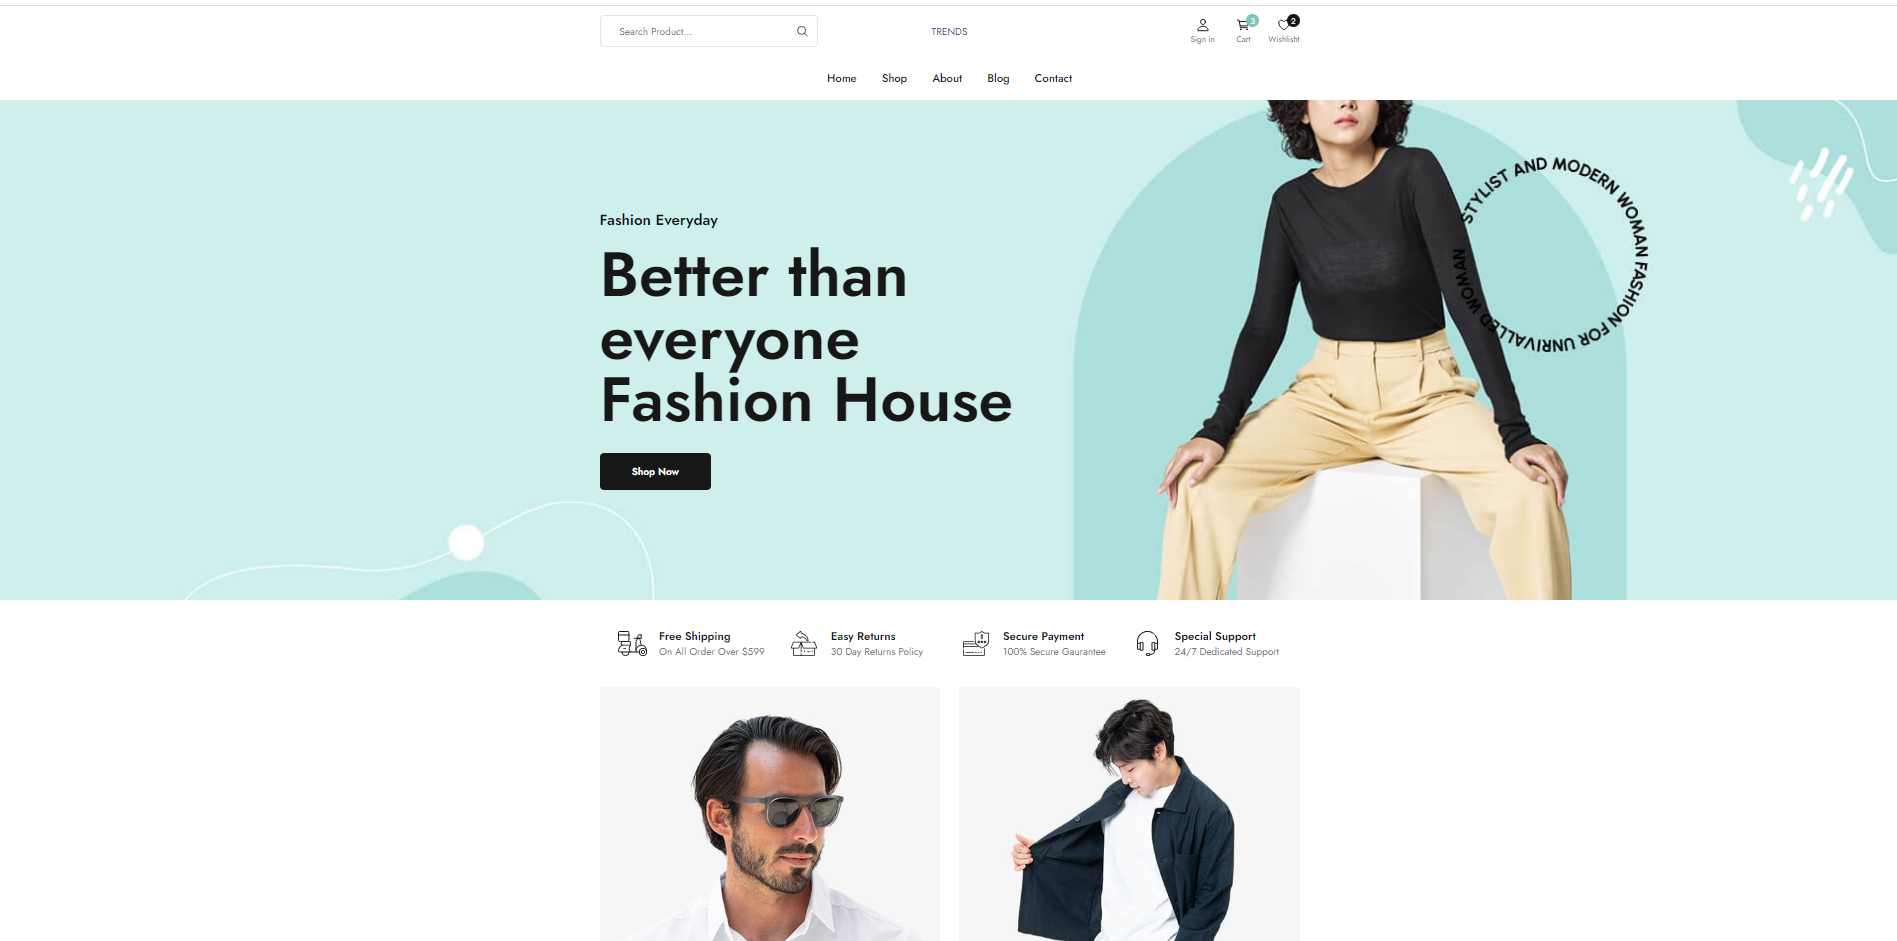 Search Product...
TRENDS
3
2
Sign in
Cart
Wishlisht
Home
Shop
About
Blog
Contact
Fashion Everyday
Better than
everyone
Fashion House
Shop Now
STYLIST AND MODERN WOMAN FASHION FOR UNRIVALLED WOMAN
Free Shipping
On All Order Over $599
Easy Returns
30 Day Returns Policy
Secure Payment
100% Secure Gaurantee
Special Support
24/7 Dedicated Support